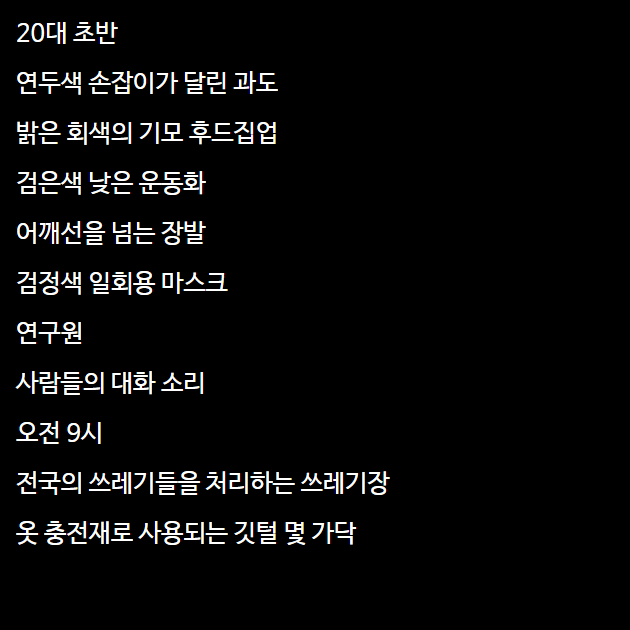 20대 초반
연두색 손잡이가 달린 과도
밝은 회색의 기모 후드집업
검은색 낮은 운동화
어깨선을 넘는 장발
검정색 일회용 마스크
연구원
사람들의 대화 소리
오전 9시
전국의 쓰레기들을 처리하는 쓰레기장
옷 충전재로 사용되는 깃털 몇 가닥